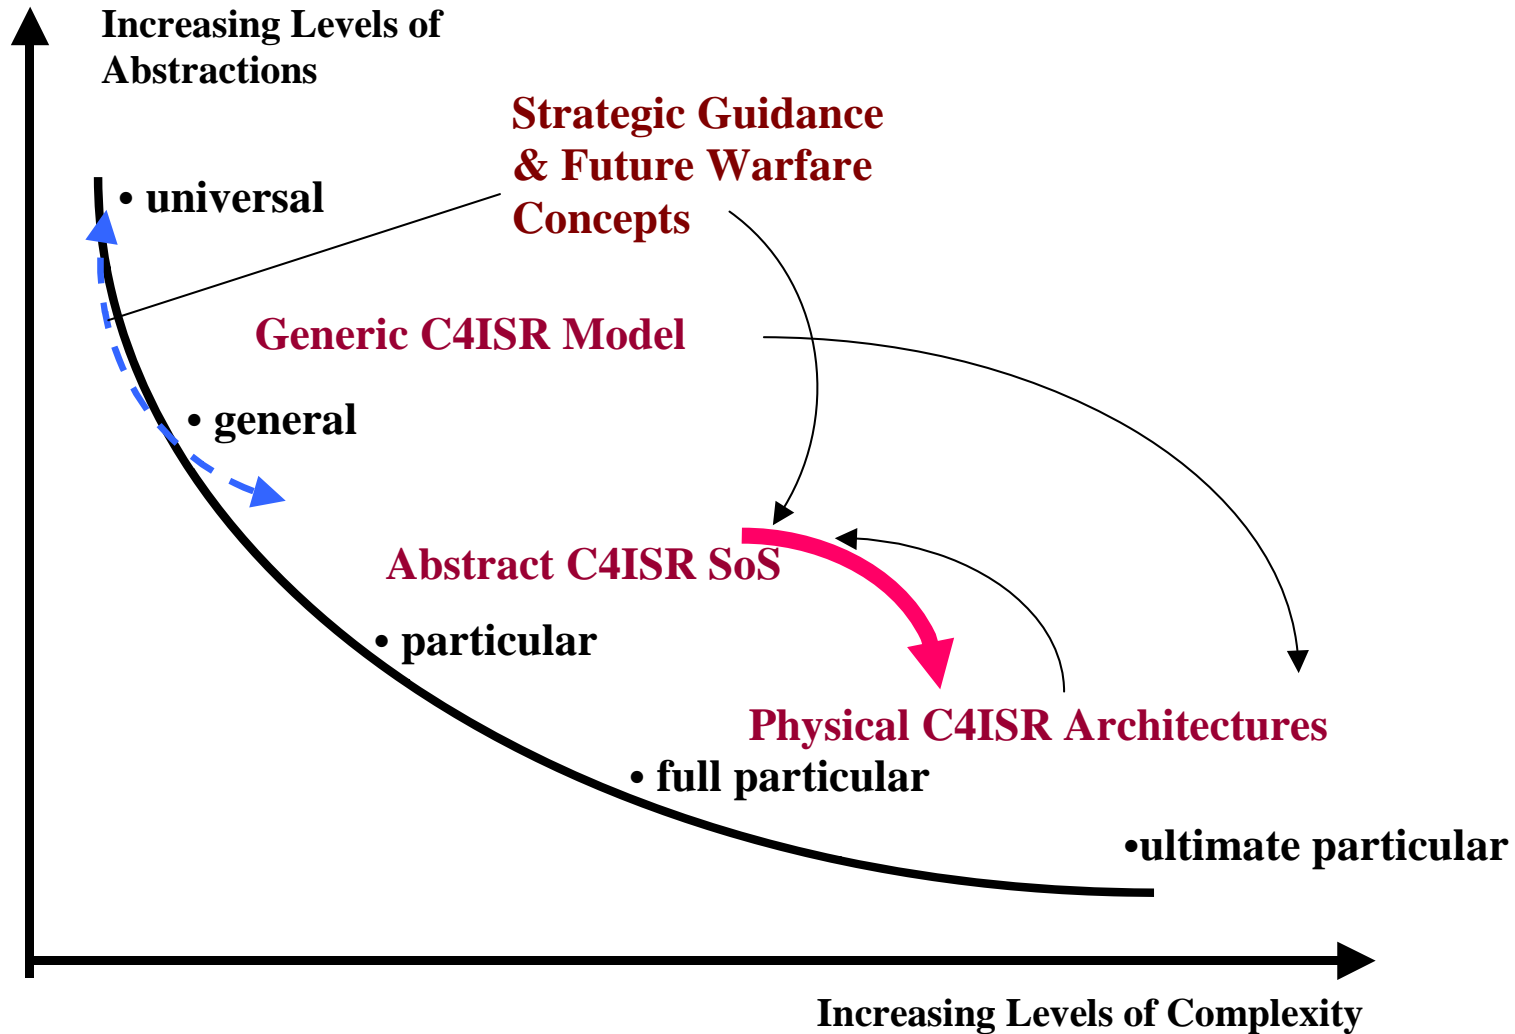 Increasing Levels of
Abstractions
Strategic Guidance
& Future Warfare
Concepts
• universal
Generic C4ISR Model
• general
Abstract C4ISR SoS
• particular
Physical C4ISR Architectures
• full particular
•ultimate particular
Increasing Levels of Complexity